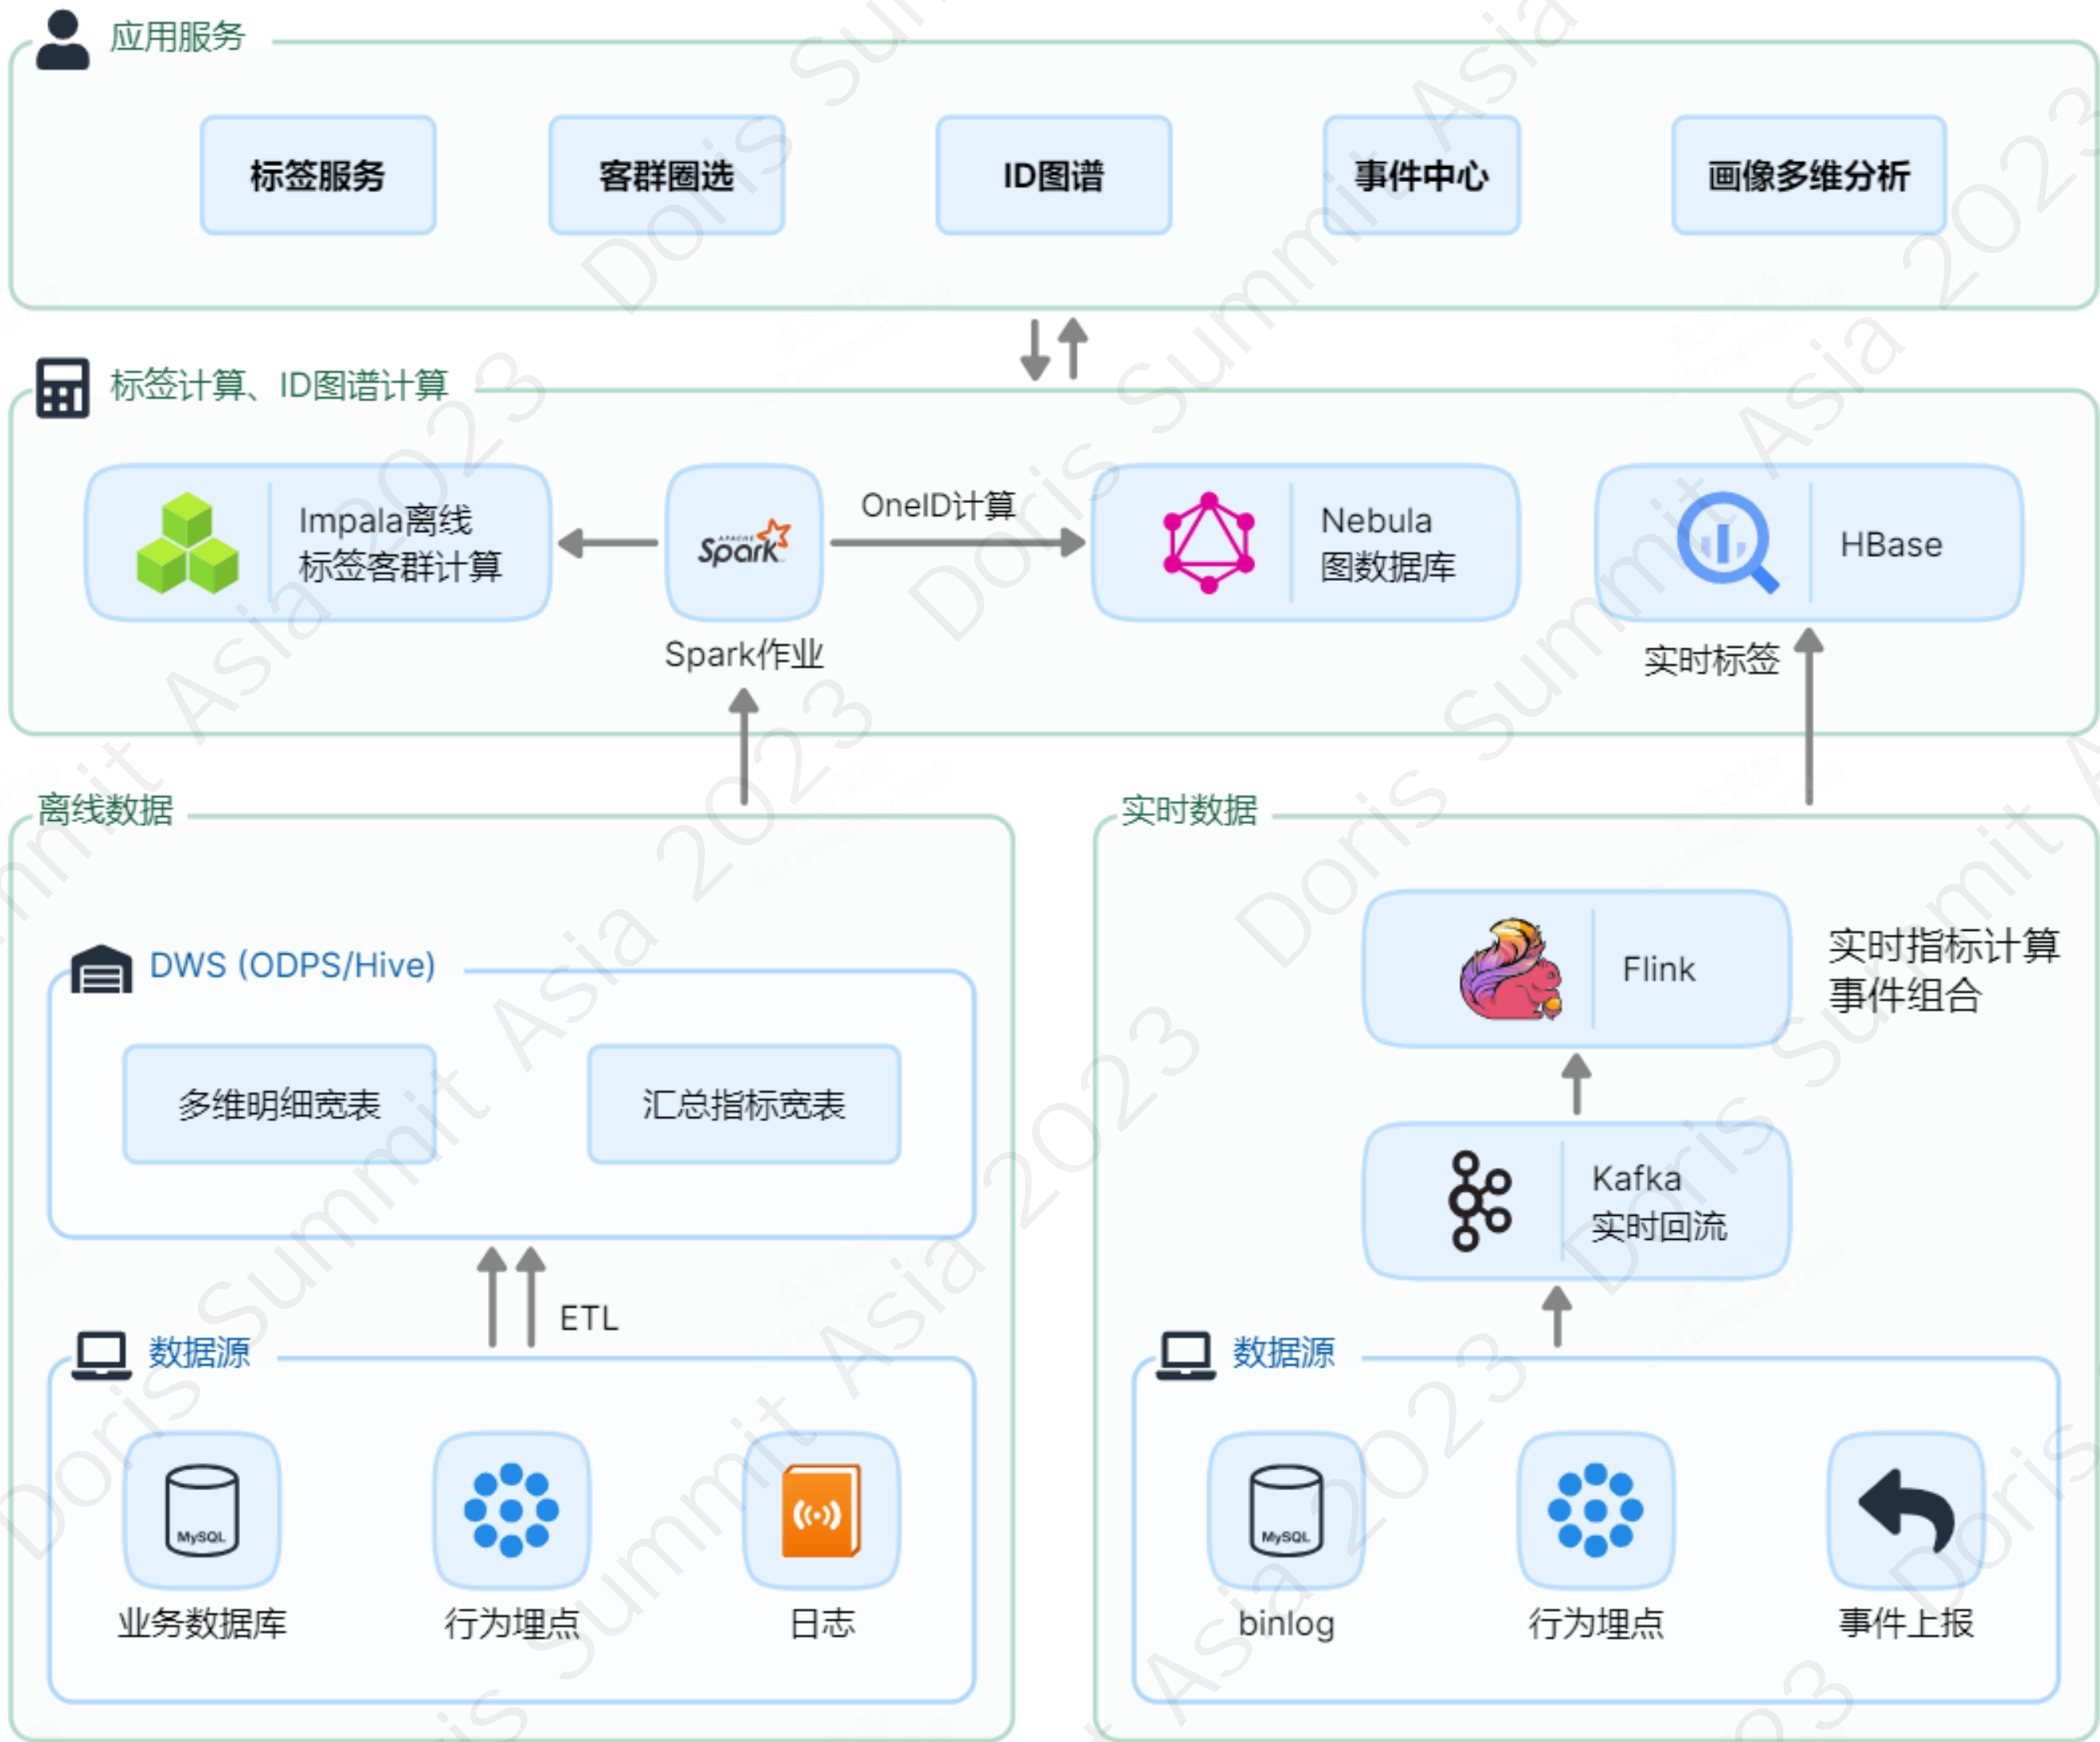 应用服务
标签服务
客群圈选
ID图谱
事件中心
画像多维分析
标签计算、ID图谱计算
Impala离线
标签客群计算
APACHE
Spark
Spark作业
OneID计算
Nebula
图数据库
HBase
实时标签
离线数据
DWS (ODPS/Hive)
多维明细宽表
汇总指标宽表
ETL
数据源
MySQL
业务数据库
行为埋点
日志
实时数据
Flink
实时指标计算
事件组合
Kafka
实时回流
数据源
MySQL
binlog
行为埋点
事件上报
Doris Summit Asia 2023